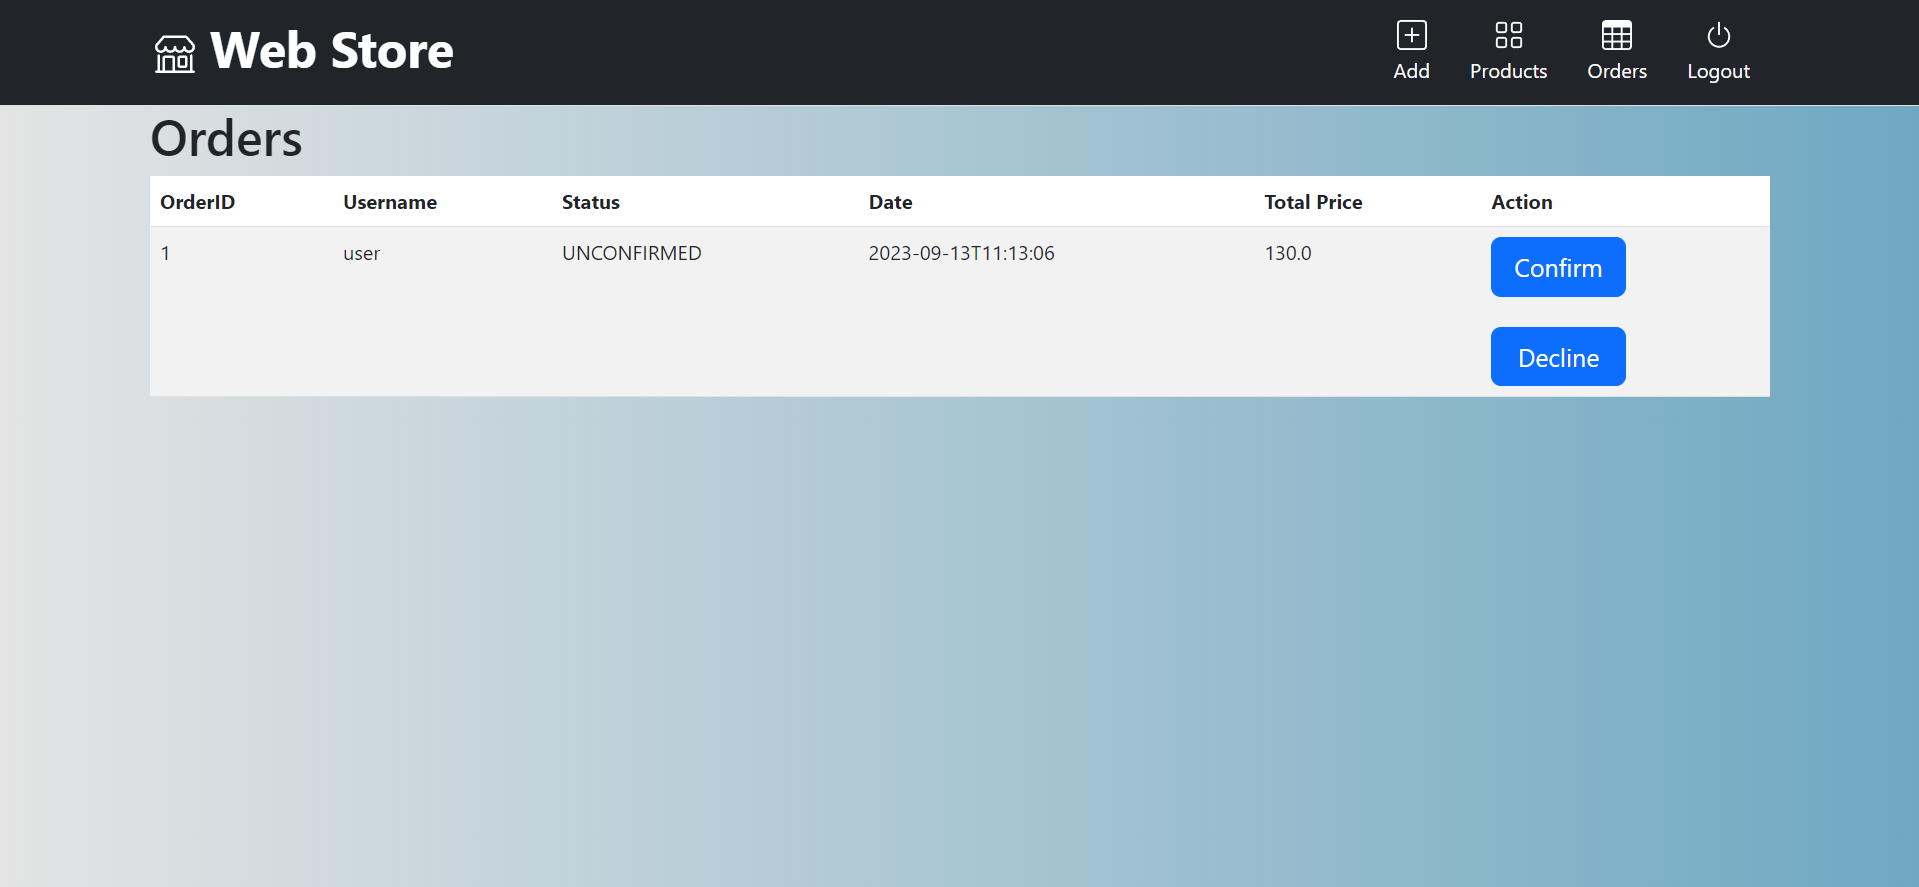 Web Store
Add Products Orders Logout
Orders
OrderID Username Status Date Total Price Action
1 user UNCONFIRMED 2023-09-13T11:13:06 130.0 Confirm
Decline